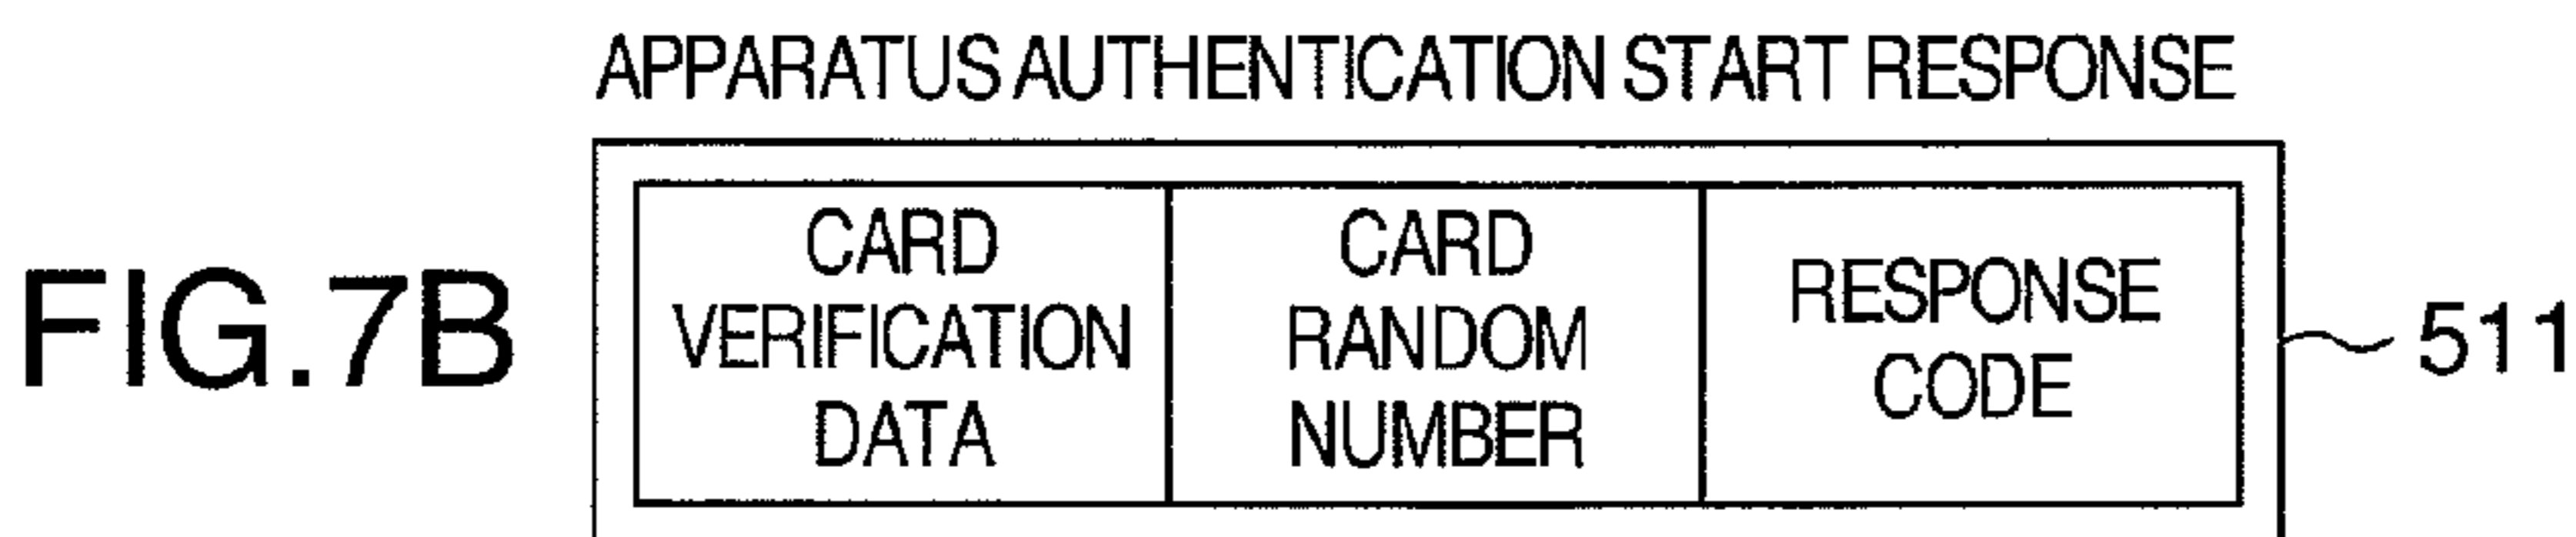 APPARATUS AUTHENTICATION START RESPONSE
FIG.7B
CARD
VERIFICATION
DATA
CARD
RANDOM
NUMBER
RESPONSE
CODE
511